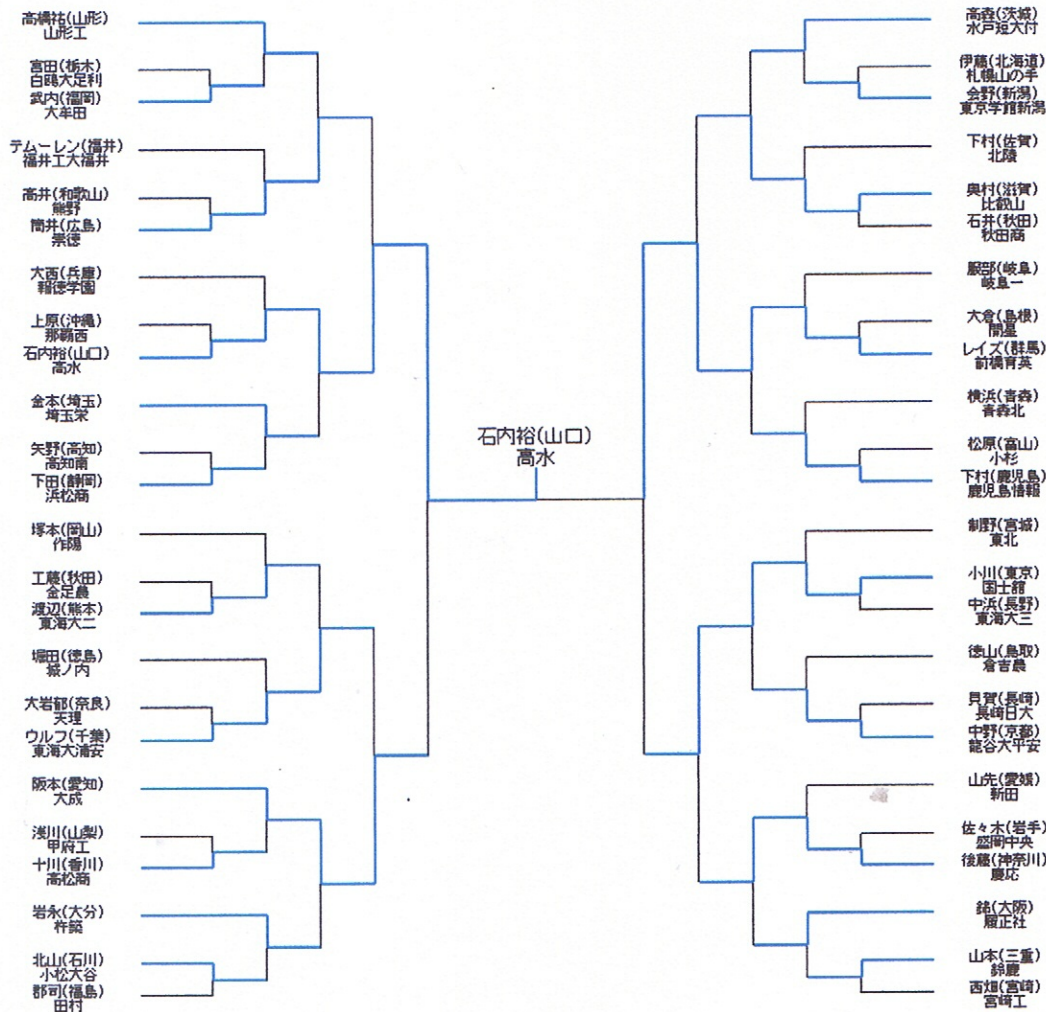 高橋祐(山形)
山形工
宮田(栃木)
白鴎大足利
武内(福岡)
大牟田
テムーレン(福井)
福井工大福井
高井(和歌山)
熊野
筒井(広島)
崇徳
大西(兵庫)
報徳学園
上原(沖縄)
那覇西
石内裕(山口)
高水
金本(埼玉)
埼玉栄
矢野(高知)
高知南
下田(静岡)
浜松商
塚本(岡山)
作陽
工藤(秋田)
金足農
渡辺(熊本)
東海大二
堀田(徳島)
城ノ内
大岩郁(奈良)
天理
ウルフ(千葉)
東海大浦安
阪本(愛知)
大成
浅川(山梨)
甲府工
十川(香川)
高松商
岩永(大分)
杵築
北山(石川)
小松大谷
郡司(福島)
田村
石内裕(山口)
高水
高森(茨城)
水戸短大付
伊藤(北海道)
札幌山の手
会野(新潟)
東京学館新潟
下村(佐賀)
北陵
奥村(滋賀)
比叡山
石井(秋田)
秋田商
服部(岐阜)
岐阜一
大倉(島根)
開星
レイズ(群馬)
前橋育英
横浜(青森)
青森北
松原(富山)
小杉
下村(鹿児島)
鹿児島情報
制野(宮城)
東北
小川(東京)
国士舘
中浜(長野)
東海大三
徳山(鳥取)
倉吉農
貝賀(長崎)
長崎日大
中野(京都)
龍谷大平安
山先(愛媛)
新田
佐々木(岩手)
盛岡中央
後藤(神奈川)
慶応
(大阪)
履正社
山本(三重)
鈴鹿
西畑(宮崎)
宮崎工